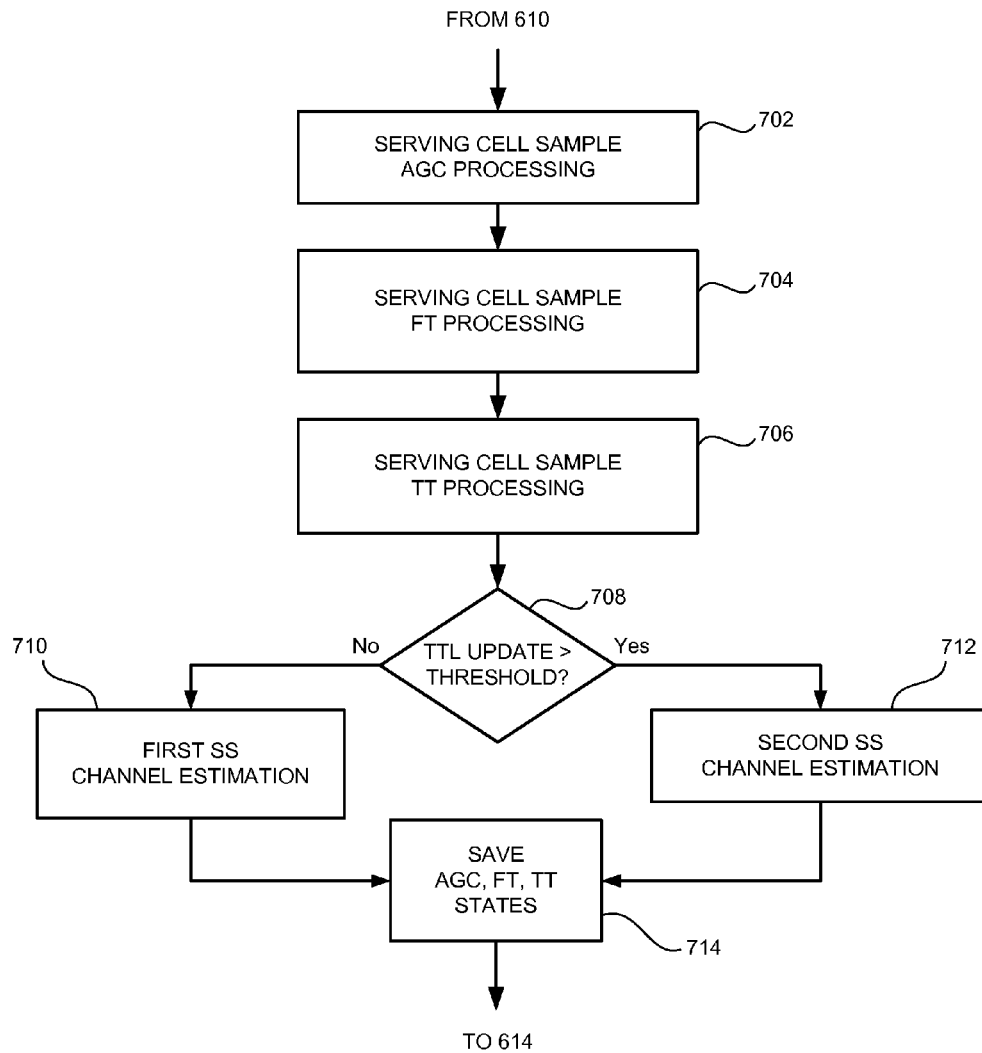 FROM 610
702
SERVING CELL SAMPLE
AGC PROCESSING
704
SERVING CELL SAMPLE
FT PROCESSING
706
SERVING CELL SAMPLE
TT PROCESSING
708
710
No
TTL UPDATE >
THRESHOLD?
Yes
712
FIRST SS
CHANNEL ESTIMATION
SECOND SS
CHANNEL ESTIMATION
SAVE
AGC, FT, TT
STATES
714
TO 614